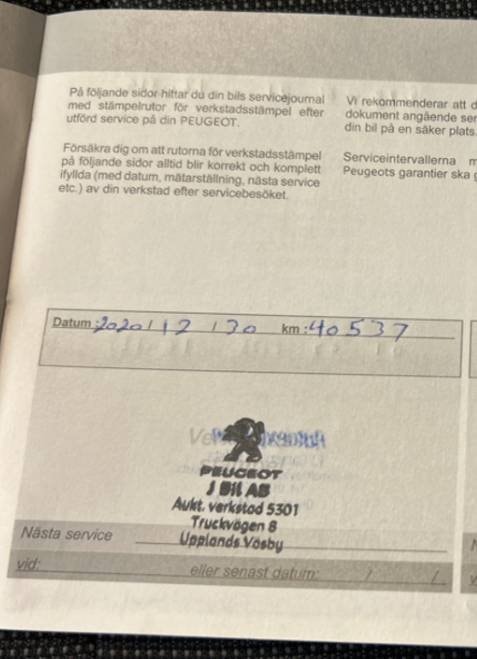 På följande sidor hittar du din bils servicejournal
med stämpelrutor för verkstadsstämpel efter
utförd service på din PEUGEOT.
Försäkra dig om att rutorna för verkstadsstämpel
på följande sidor alltid blir korrekt och komplett
ifyllda (med datum, mätarställning, nästa service
etc.) av din verkstad efter servicebesöket.
Vi rekommenderar att
dokument angående
din bil på en säker
Serviceintervallerna
Peugeots garantier ska
Datum: 2020/12/30 km: 40537
PEUGEOT
J Bil AB
Aukt. verkstad 5301
Truckvägen 8
Upplands Väsby
Nästa service
vid: eller senast datum: / /